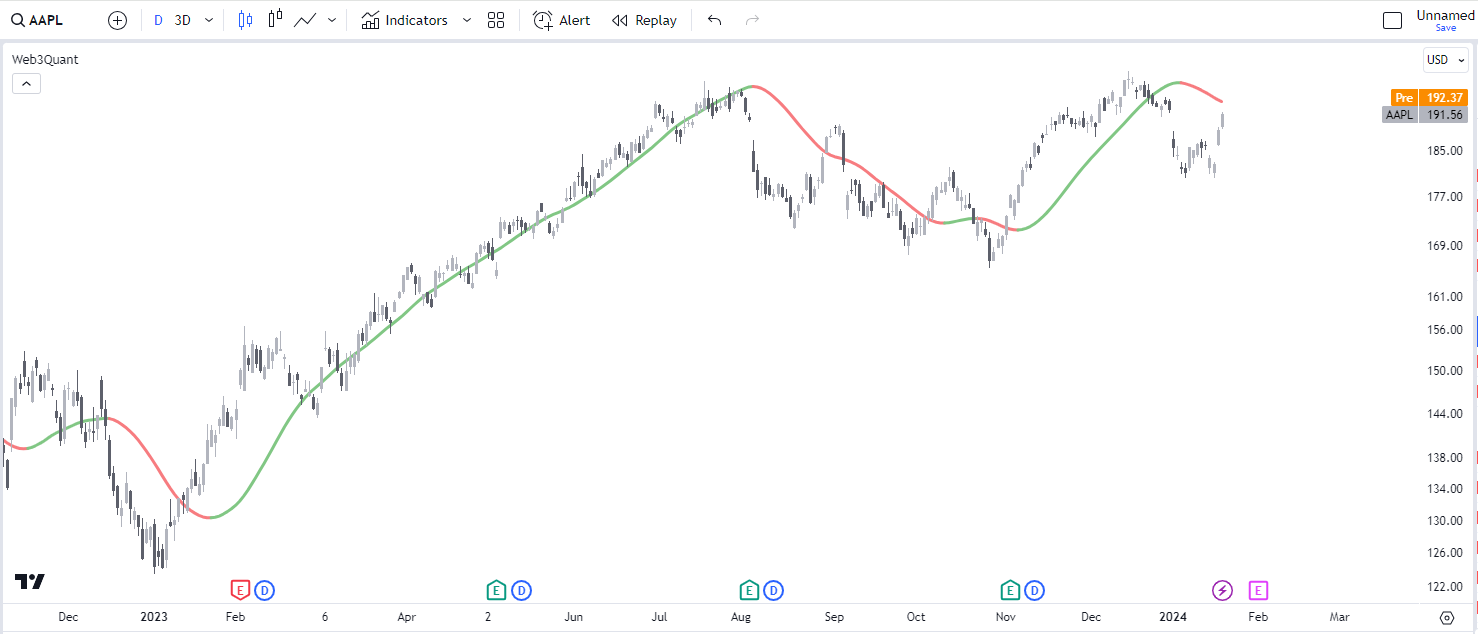 AAPL D 3D Indicators Alert Replay Unnamed
Save
Web3Quant
USD
Pre 192.37
AAPL 191.56
185.00
177.00
169.00
161.00
156.00
150.00
144.00
138.00
134.00
130.00
126.00
122.00
E D E D E D E D E
Dec 2023 Feb 6 Apr 2 Jun Jul Aug Sep Oct Nov Dec 2024 Feb Mar